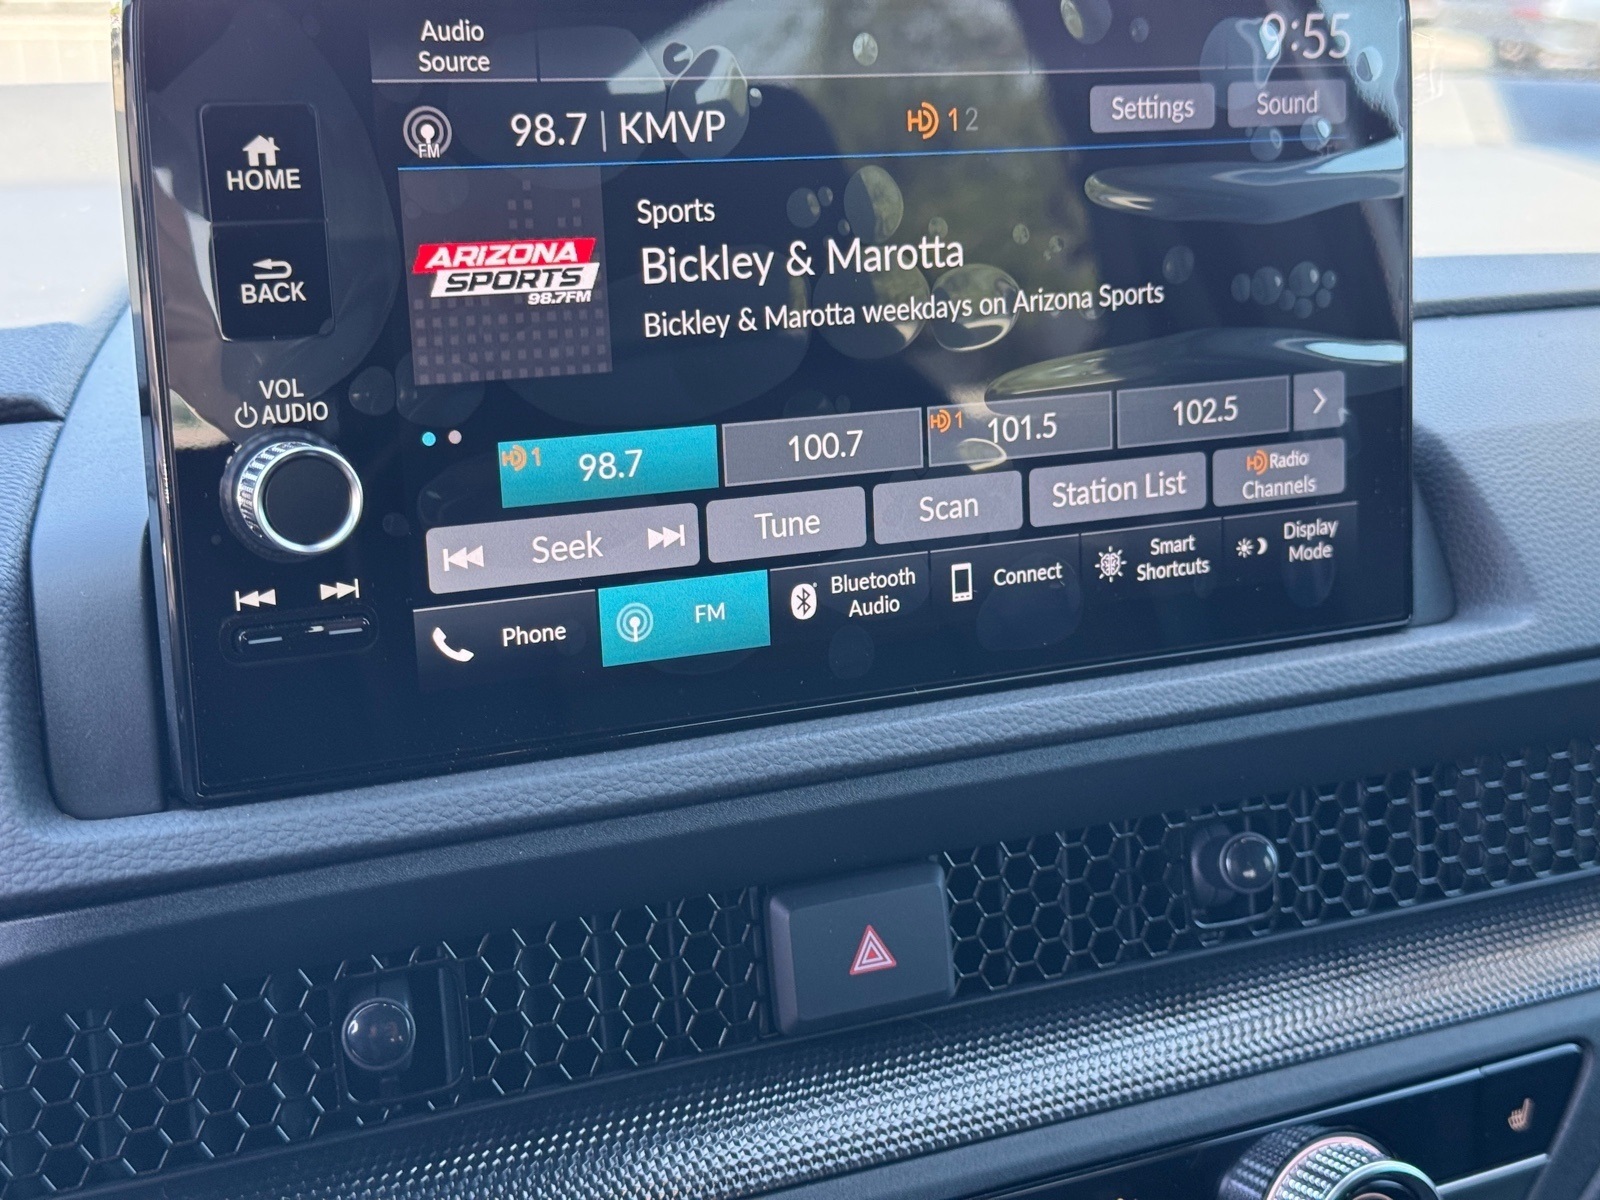 Audio
Source
9:55
FM
98.7 | KMVP
HD 1 2
Settings
Sound
HOME
BACK
VOL
AUDIO
ARIZONA
SPORTS
98.7FM
Sports
Bickley & Marotta
Bickley & Marotta weekdays on Arizona Sports
HD 1 98.7
100.7
HD 1 101.5
102.5
Seek
Tune
Scan
Station List
HD Radio
Channels
Phone
FM
Bluetooth
Audio
Connect
Smart
Shortcuts
Display
Mode